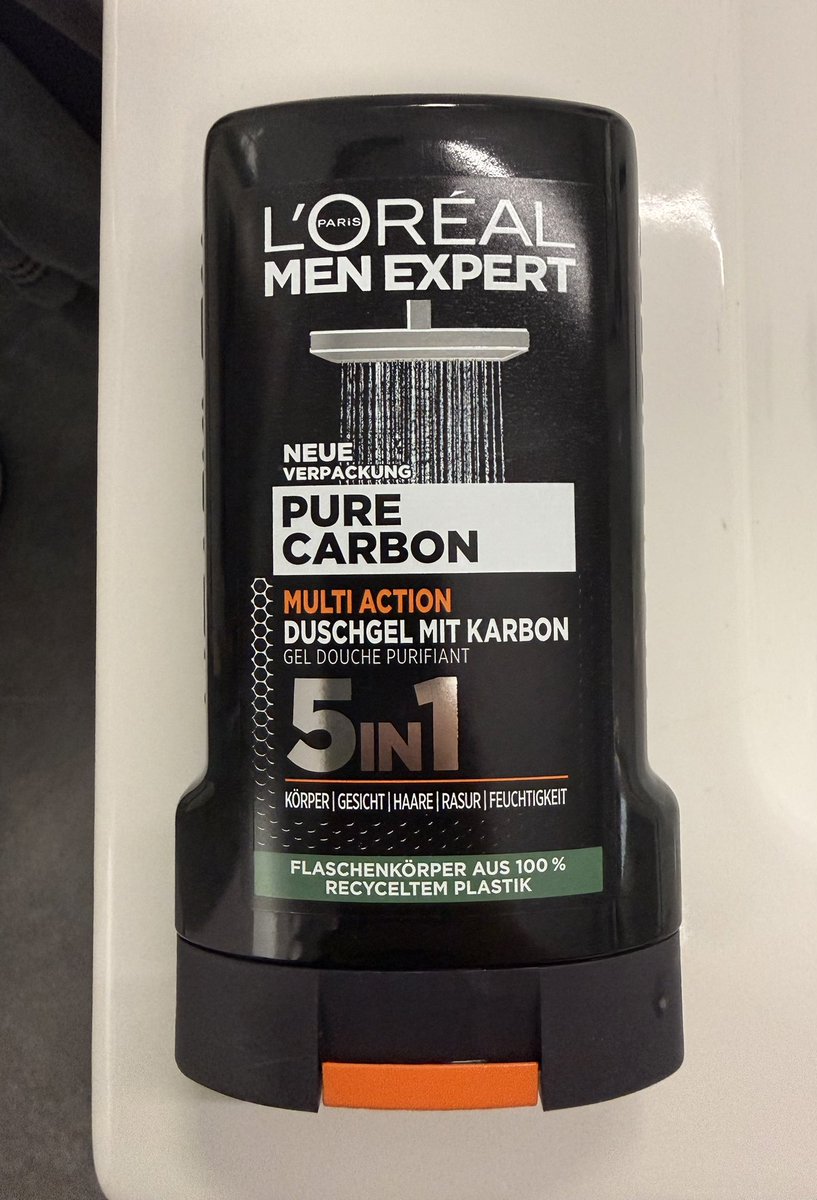 L'ORÉAL
PARIS
MEN EXPERT
NEUE
VERPACKUNG
PURE
CARBON
MULTI ACTION
DUSCHGEL MIT KARBON
GEL DOUCHE PURIFIANT
5IN1
KÖRPER | GESICHT | HAARE | RASUR | FEUCHTIGKEIT
FLASCHENKÖRPER AUS 100 %
RECYCELTEM PLASTIK